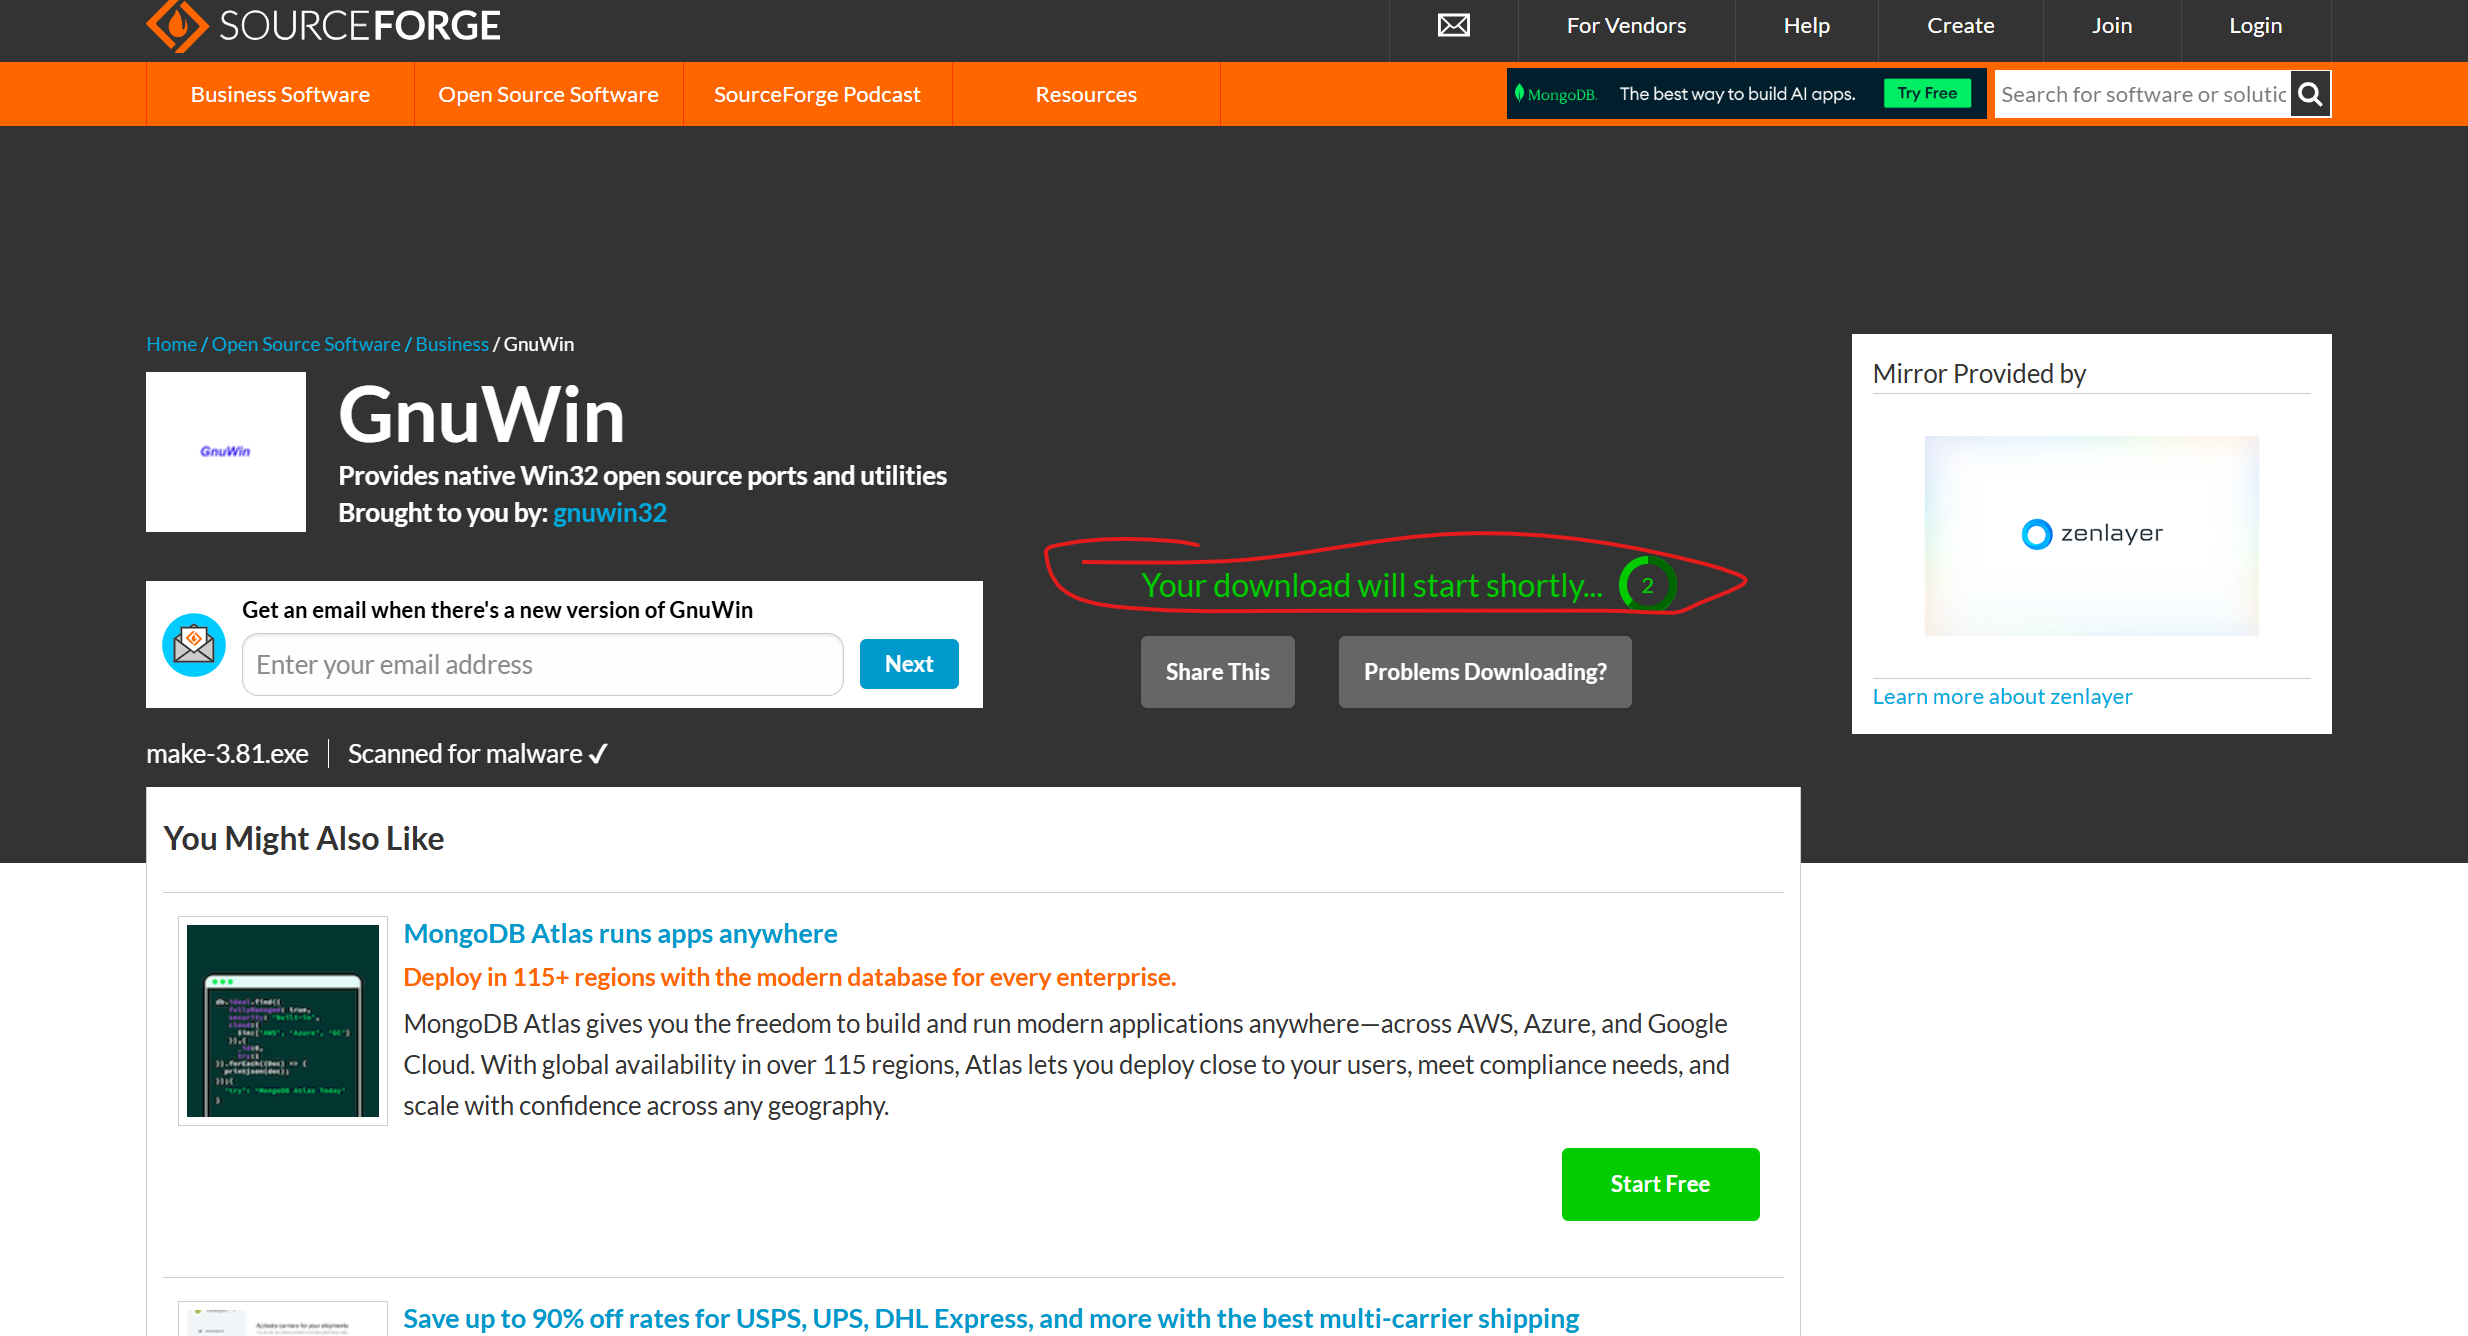 SOURCEFORGE
For Vendors
Help
Create
Join
Login
Business Software
Open Source Software
SourceForge Podcast
Resources
MongoDB.
The best way to build AI apps.
Try Free
Search for software or solutic
Home / Open Source Software / Business / GnuWin
GnuWin
GnuWin
Provides native Win32 open source ports and utilities
Brought to you by: gnuwin32
Get an email when there's a new version of GnuWin
Enter your email address
Next
Your download will start shortly... 2
Share This
Problems Downloading?
Mirror Provided by
zenlayer
Learn more about zenlayer
make-3.81.exe
Scanned for malware ✓
You Might Also Like
MongoDB Atlas runs apps anywhere
Deploy in 115+ regions with the modern database for every enterprise.
MongoDB Atlas gives you the freedom to build and run modern applications anywhere—across AWS, Azure, and Google
Cloud. With global availability in over 115 regions, Atlas lets you deploy close to your users, meet compliance needs, and
scale with confidence across any geography.
Start Free
Save up to 90% off rates for USPS, UPS, DHL Express, and more with the best multi-carrier shipping